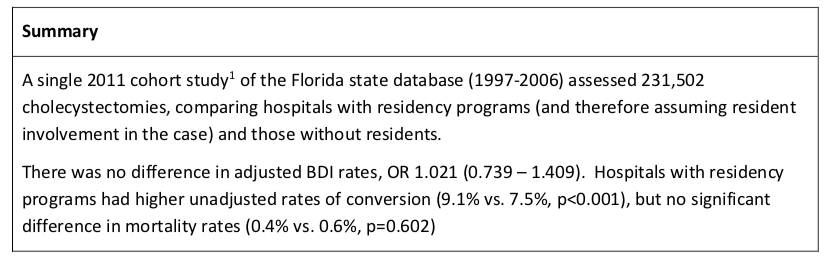 Summary
A single 2011 cohort study1 of the Florida state database (1997-2006) assessed 231,502
cholecystectomies, comparing hospitals with residency programs (and therefore assuming resident
involvement in the case) and those without residents.
There was no difference in adjusted BDI rates, OR 1.021 (0.739 – 1.409).  Hospitals with residency
programs had higher unadjusted rates of conversion (9.1% vs. 7.5%, p<0.001), but no significant
difference in mortality rates (0.4% vs. 0.6%, p=0.602)